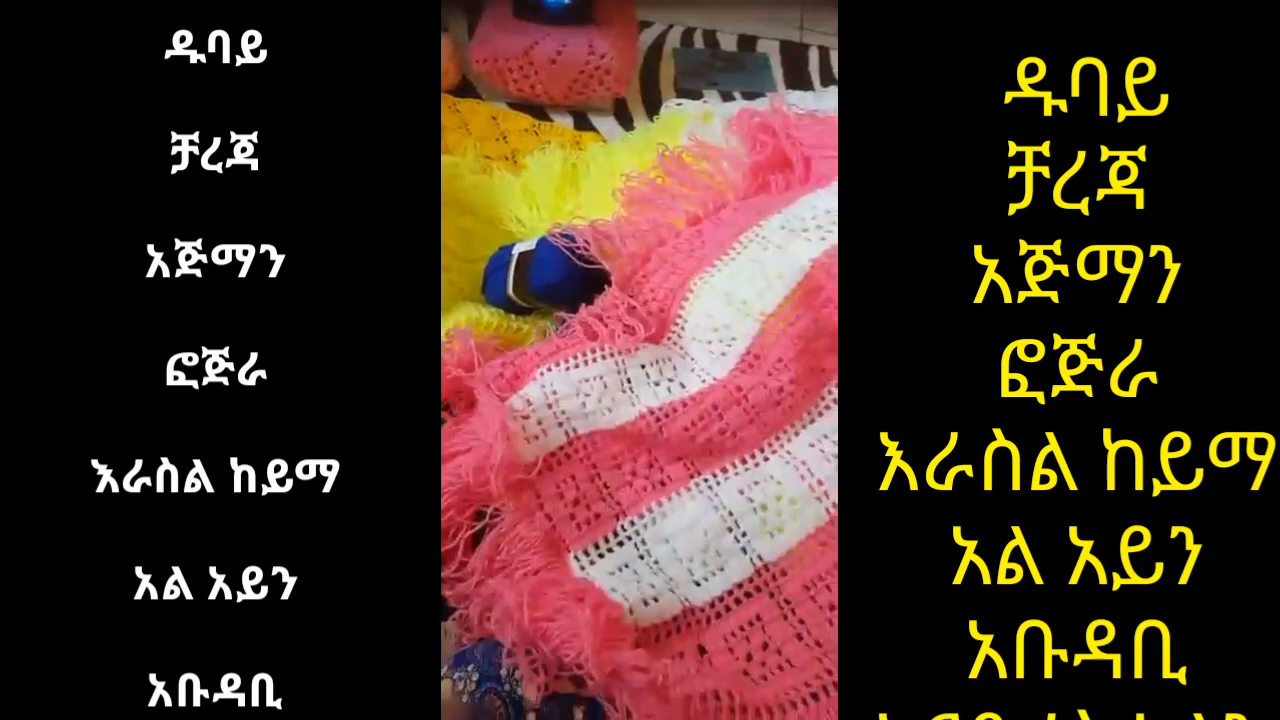 ዱባይ
ቻረጃ
አጅማን
ፎጅራ
እራስል ከይማ
አል አይን
አቡዳቢ
ዱባይ
ቻረጃ
አጅማን
ፎጅራ
እራስል ከይማ
አል አይን
አቡዳቢ